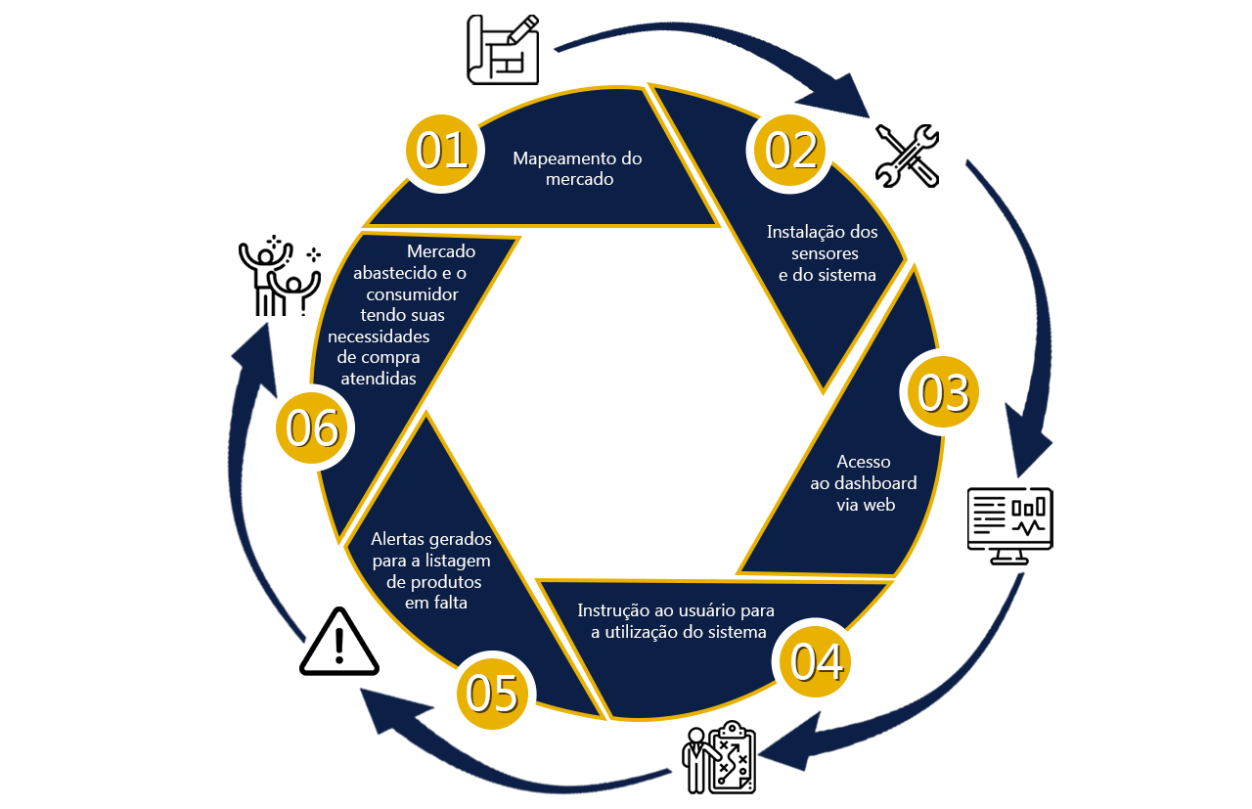 01
Mapeamento do
mercado
02
Instalação dos
sensores
e do sistema
03
Acesso
ao dashboard
via web
04
Instrução ao usuário para
a utilização do sistema
05
Alertas gerados
para a listagem
de produtos
em falta
06
Mercado
abastecido e o
consumidor
tendo suas
necessidades
de compra
atendidas